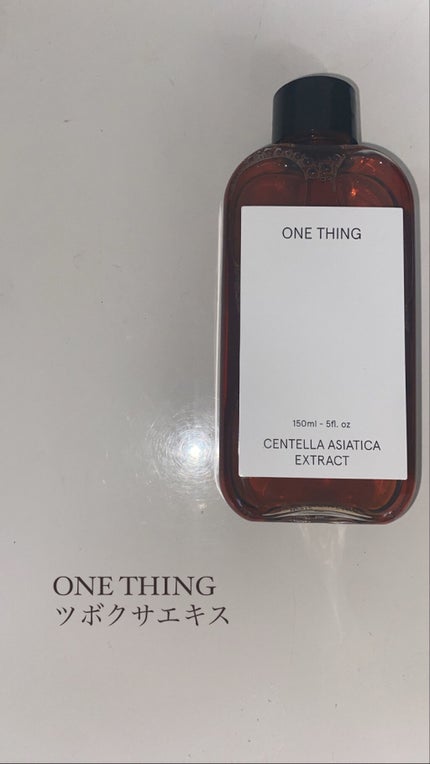 ONE THING
150ml - 5fl. oz
CENTELLA ASIATICA
EXTRACT
ONE THING
ツボクサエキス